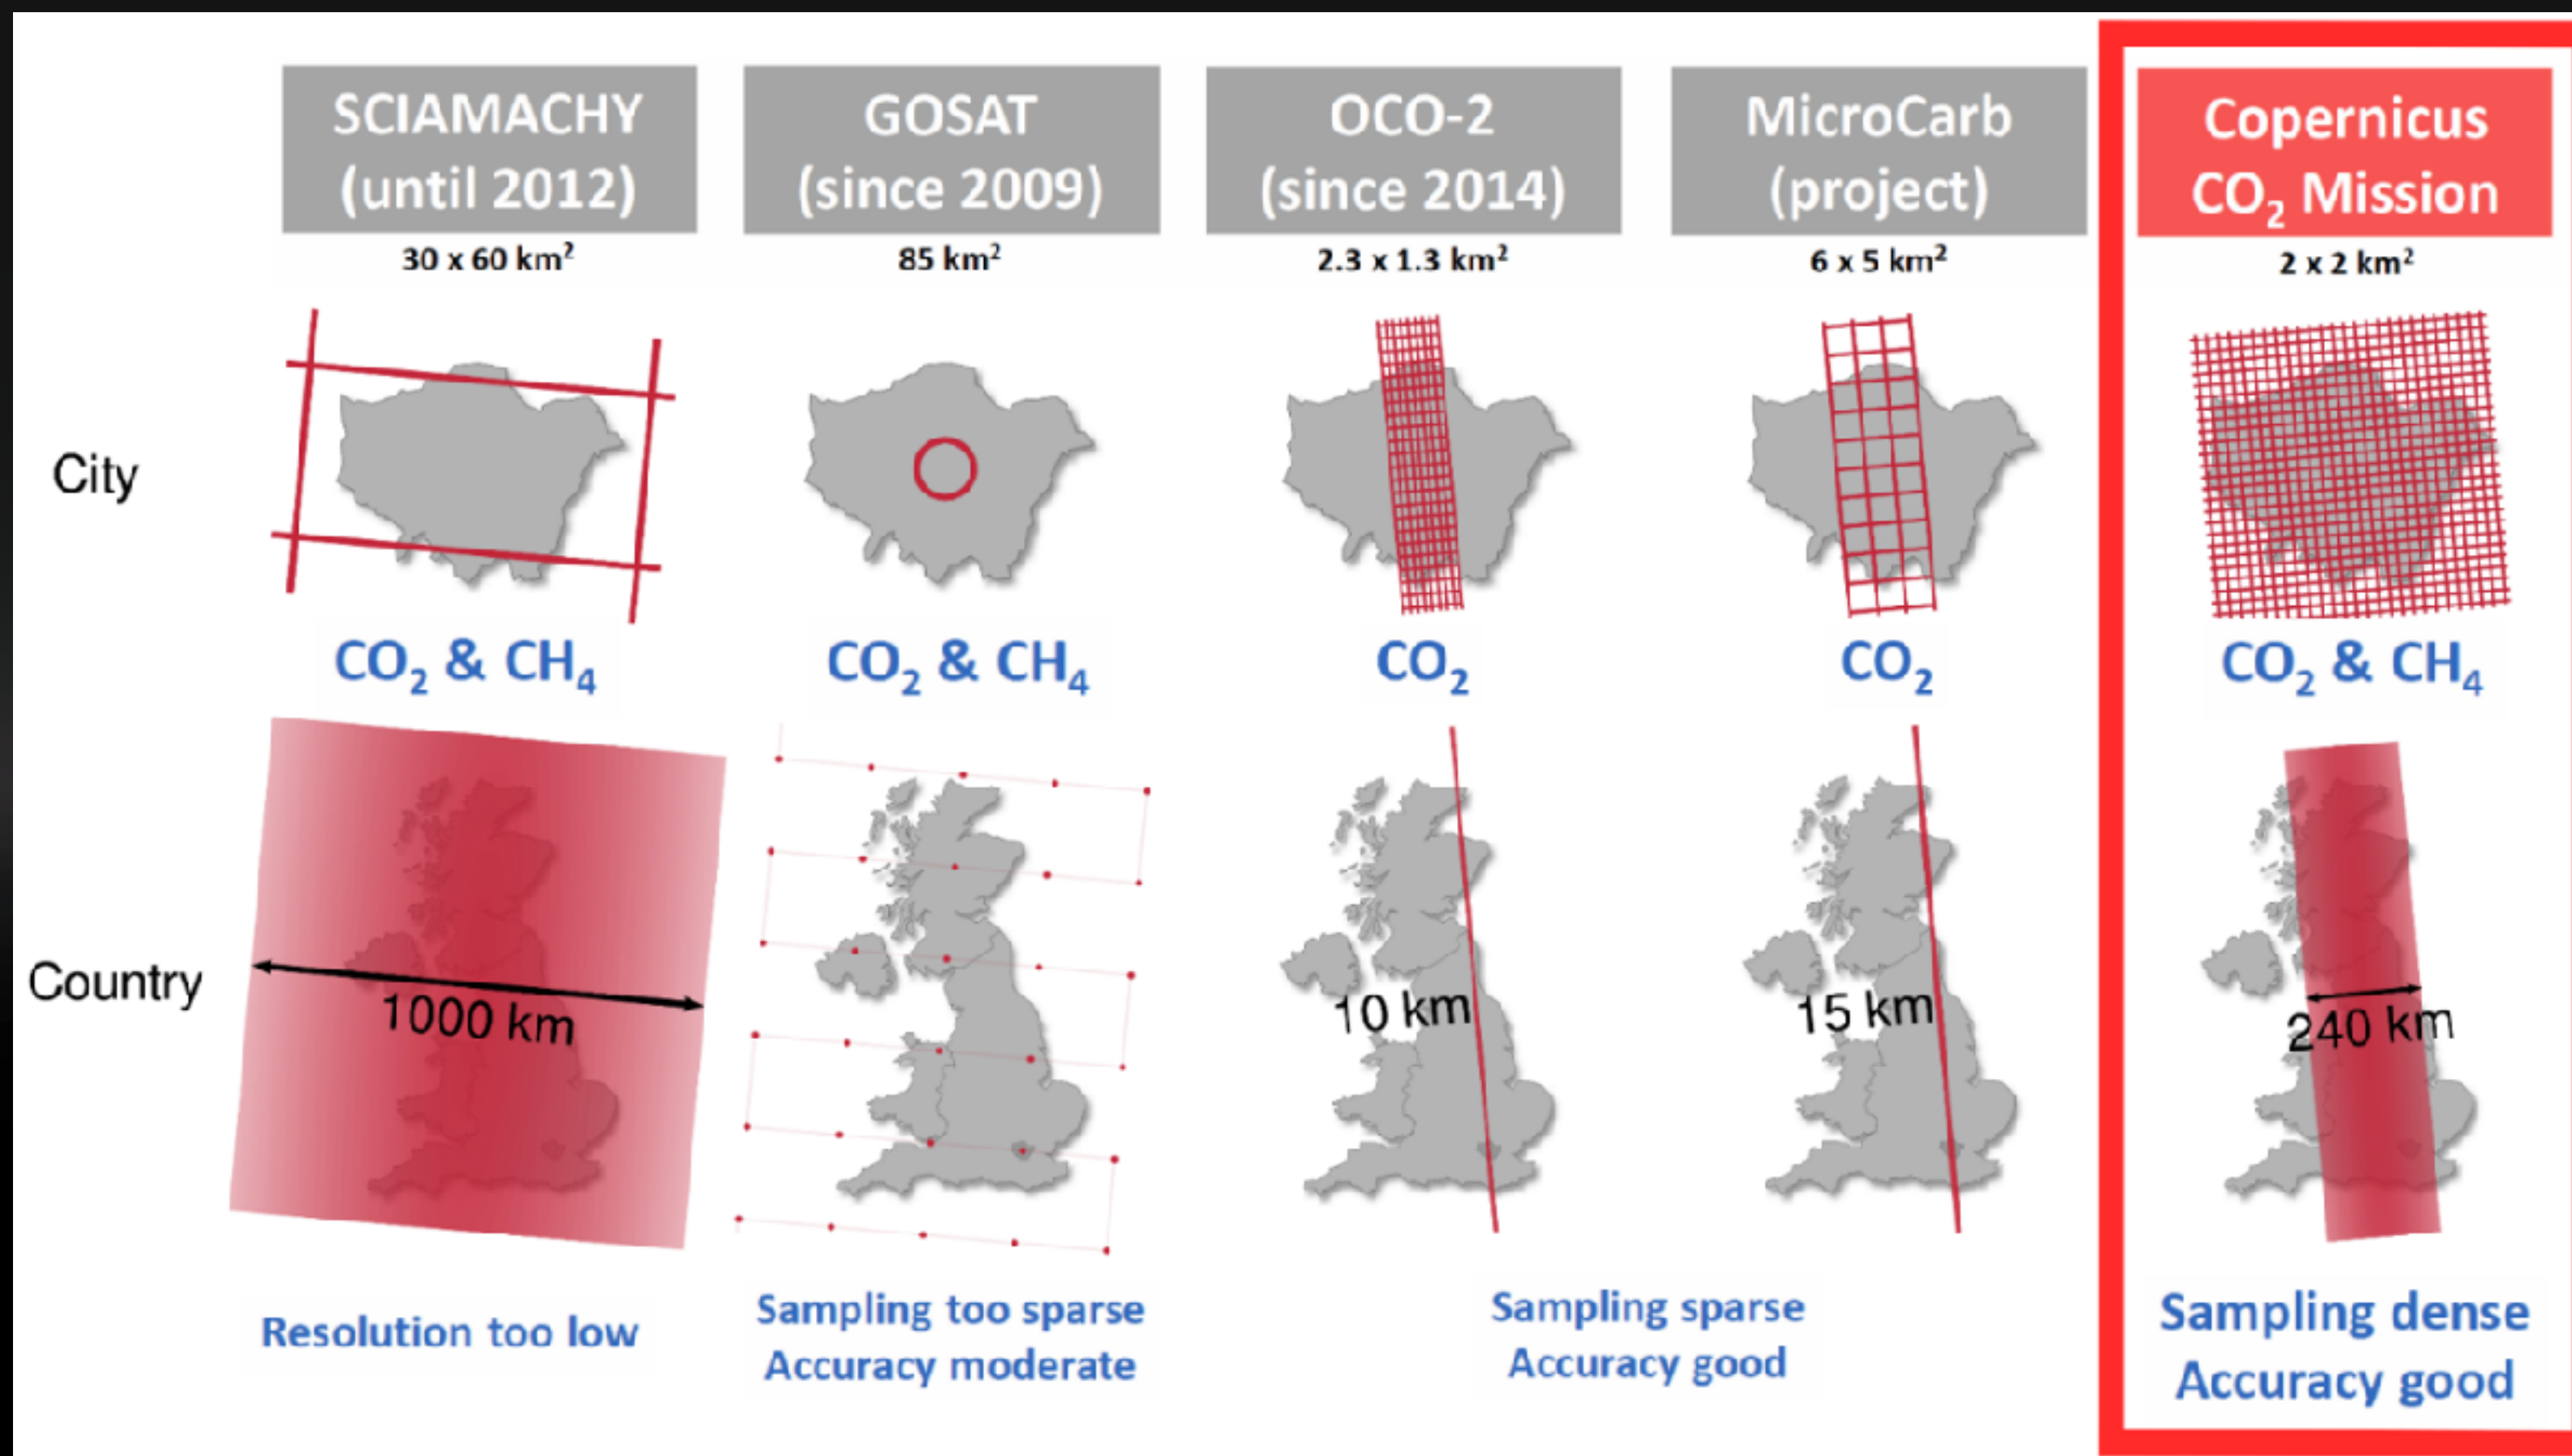 SCIAMACHY
(until 2012)
30 x 60 km²
GOSAT
(since 2009)
85 km²
OCO-2
(since 2014)
2.3 x 1.3 km²
MicroCarb
(project)
6 x 5 km²
Copernicus
CO₂ Mission
2 x 2 km²
City
CO₂ & CH₄
CO₂ & CH₄
CO₂
CO₂
CO₂ & CH₄
Country
1000 km
10 km
15 km
240 km
Resolution too low
Sampling too sparse
Accuracy moderate
Sampling sparse
Accuracy good
Sampling dense
Accuracy good